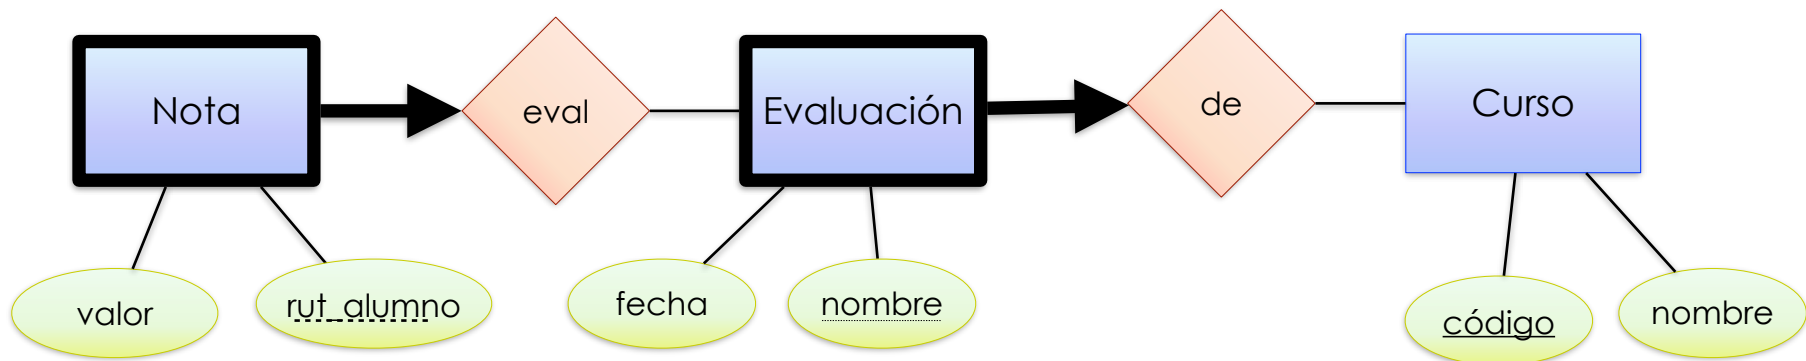 Nota
eval
Evaluación
de
Curso
valor
rut_alumno
fecha
nombre
código
nombre